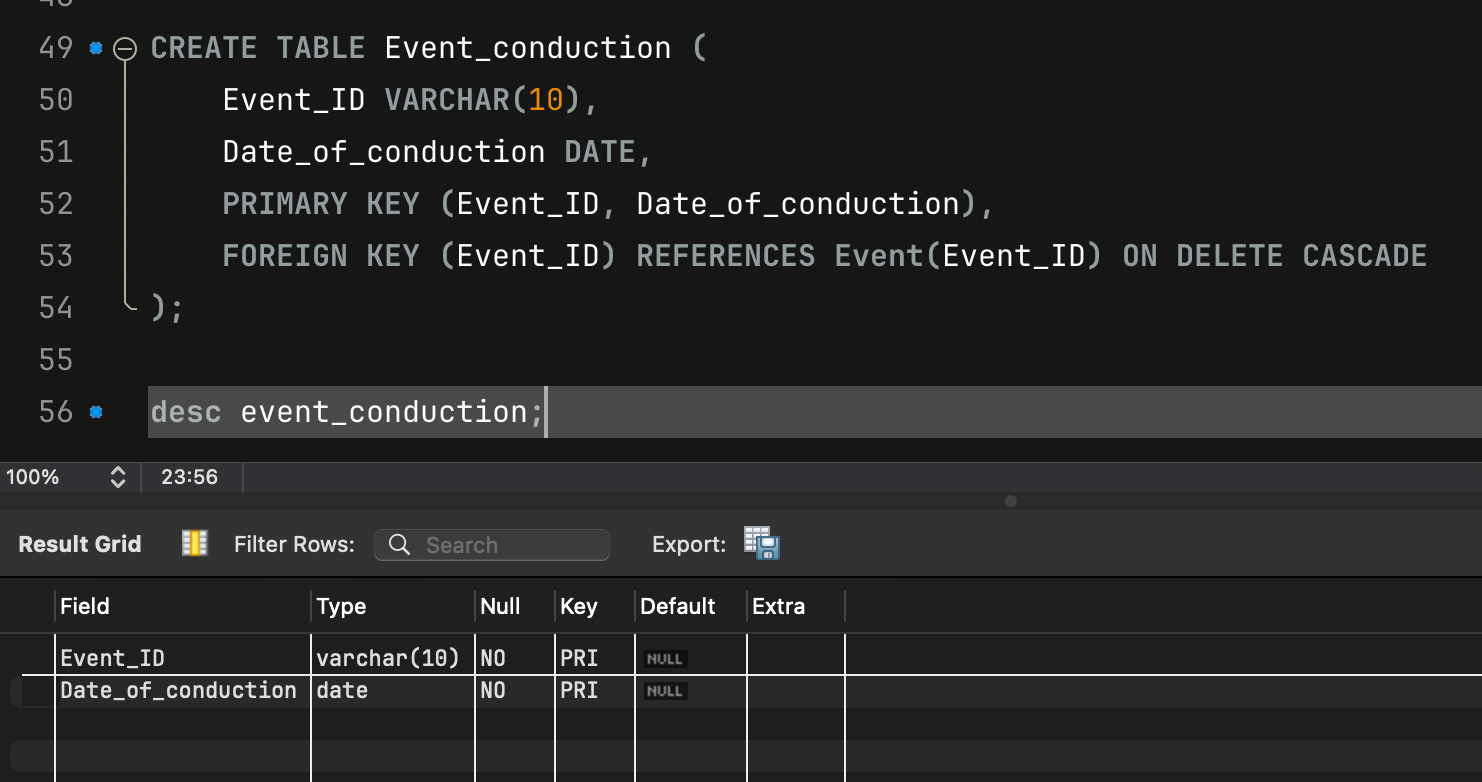 49 CREATE TABLE Event_conduction (
50 Event_ID VARCHAR(10),
51 Date_of_conduction DATE,
52 PRIMARY KEY (Event_ID, Date_of_conduction),
53 FOREIGN KEY (Event_ID) REFERENCES Event(Event_ID) ON DELETE CASCADE
54 );
55
56 desc event_conduction;
100% 23:56
Result Grid Filter Rows: Search Export:
Field Type Null Key Default Extra
Event_ID varchar(10) NO PRI NULL
Date_of_conduction date NO PRI NULL